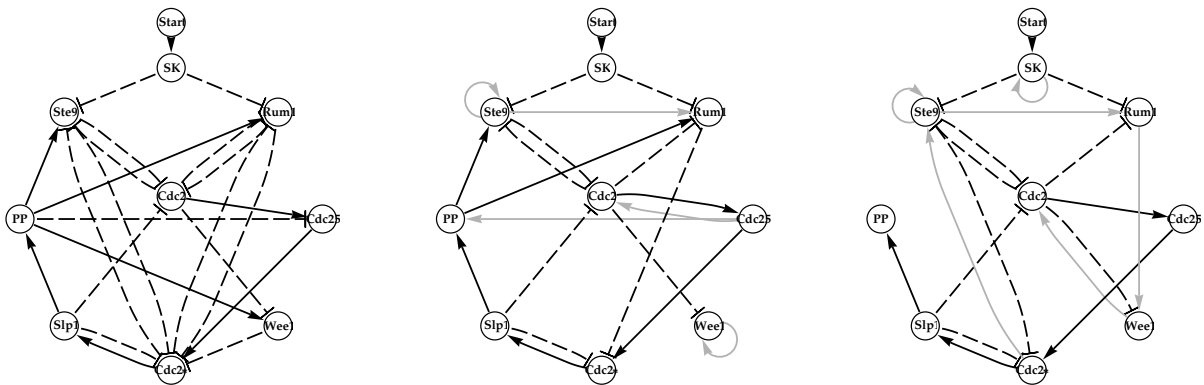 Start
SK
Ste9
Rum1
Cdc2
PP
Cdc25
Slp1
Wee1
Cdc2*
Start
SK
Ste9
Rum1
Cdc2
PP
Cdc25
Slp1
Wee1
Cdc2*
Start
SK
Ste9
Rum1
Cdc2
PP
Cdc25
Slp1
Wee1
Cdc2*